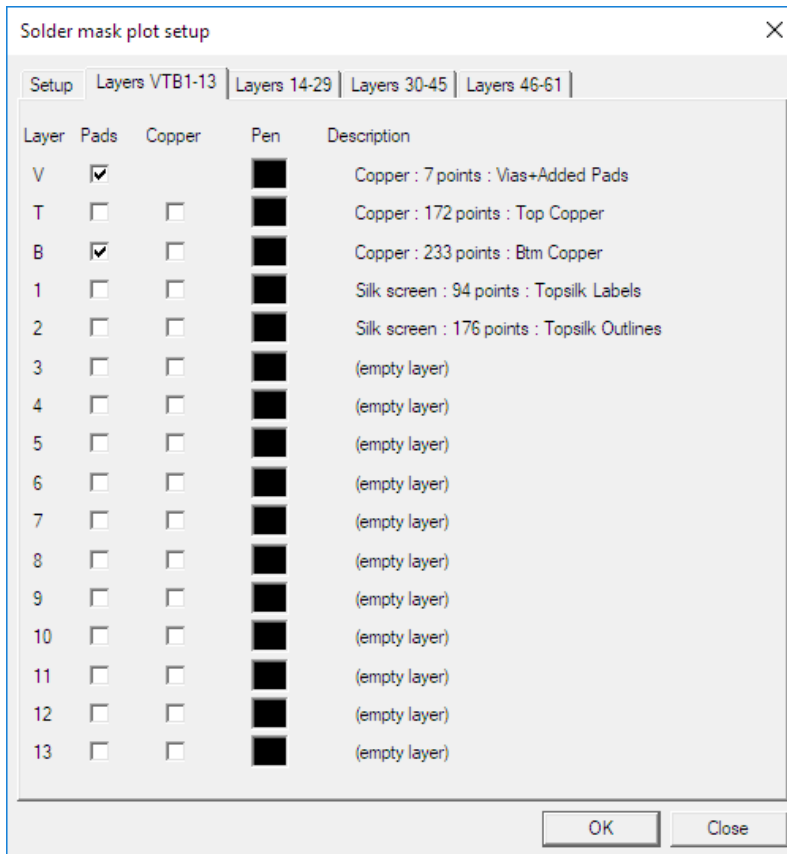 Solder mask plot setup
Setup Layers VTB1-13 Layers 14-29 Layers 30-45 Layers 46-61
Layer Pads Copper Pen Description
V Copper : 7 points : Vias+Added Pads
T Copper : 172 points : Top Copper
B Copper : 233 points : Btm Copper
1 Silk screen : 94 points : Topsilk Labels
2 Silk screen : 176 points : Topsilk Outlines
3 (empty layer)
4 (empty layer)
5 (empty layer)
6 (empty layer)
7 (empty layer)
8 (empty layer)
9 (empty layer)
10 (empty layer)
11 (empty layer)
12 (empty layer)
13 (empty layer)
OK Close